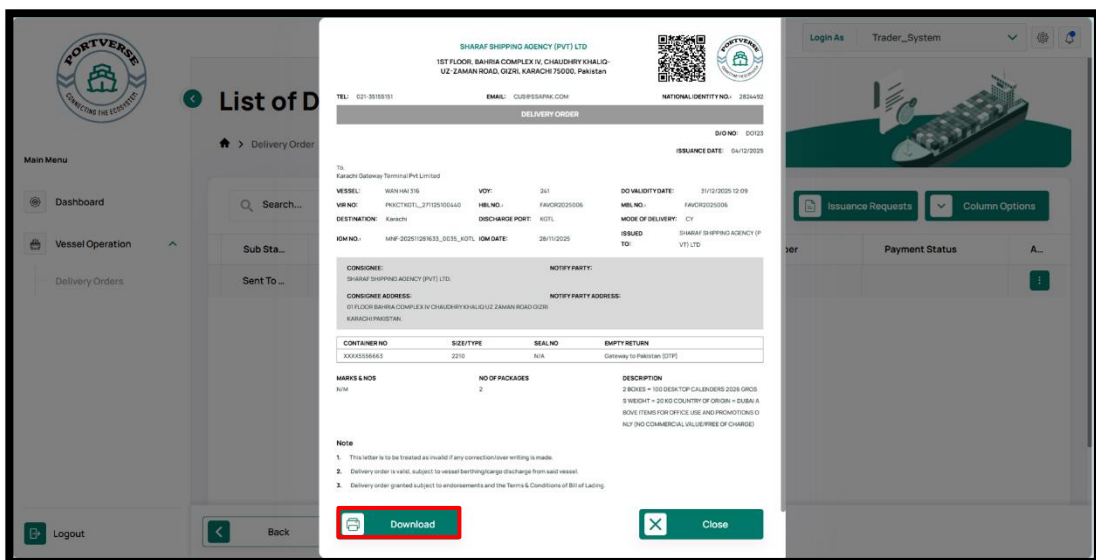 PORTVERSE
CONNECTING THE ECOSYSTEM
Main Menu
Dashboard
Vessel Operation
Delivery Orders
Logout
List of D
Delivery Order
Search...
Sub Sta...
Sent To ...
Back
Login As
Trader_System
Issuance Requests
Column Options
ber
Payment Status
A...
SHARAF SHIPPING AGENCY (PVT) LTD
1ST FLOOR, BAHRIA COMPLEX IV, CHAUDHRY KHALIQ-
UZ-ZAMAN ROAD, GIZRI, KARACHI 75000, Pakistan
TEL: 021-35155151 EMAIL: CUS@SSAPAK.COM NATIONAL IDENTITY NO.: 2824492
DELIVERY ORDER
D/O NO: DO123
ISSUANCE DATE: 04/12/2025
To,
Karachi Gateway Terminal Pvt Limited
VESSEL: WAN HAI 316 VOY: 241 DO VALIDITY DATE: 31/12/2025 12:09
VIR NO: PKKCTKGTL_271125100440 HBL NO.: FAVOR2025006 MBL NO.: FAVOR2025006
DESTINATION: Karachi DISCHARGE PORT: KGTL MODE OF DELIVERY: CY
IGM NO.: MNF-202511281633_0035_KGTL IGM DATE: 28/11/2025 ISSUED TO: SHARAF SHIPPING AGENCY (P
VT) LTD
CONSIGNEE: NOTIFY PARTY:
SHARAF SHIPPING AGENCY (PVT) LTD.
CONSIGNEE ADDRESS: NOTIFY PARTY ADDRESS:
01 FLOOR BAHRIA COMPLEX IV CHAUDHRY KHALIQ UZ ZAMAN ROAD GIZRI
KARACHI PAKISTAN.
CONTAINER NO SIZE/TYPE SEAL NO EMPTY RETURN
XXXX5556663 2210 N/A Gateway to Pakistan (OTP)
MARKS & NOS NO OF PACKAGES DESCRIPTION
N/M 2 2 BOXES = 100 DESKTOP CALENDERS 2026 GROS
S WEIGHT = 20 KG COUNTRY OF ORIGIN = DUBAI A
BOVE ITEMS FOR OFFICE USE AND PROMOTIONS O
NLY (NO COMMERCIAL VALUE/FREE OF CHARGE)
Note
1. This letter is to be treated as invalid if any correction/over writing is made.
2. Delivery order is valid, subject to vessel berthing/cargo discharge from said vessel.
3. Delivery order granted subject to endorsements and the Terms & Conditions of Bill of Lading.
Download
Close